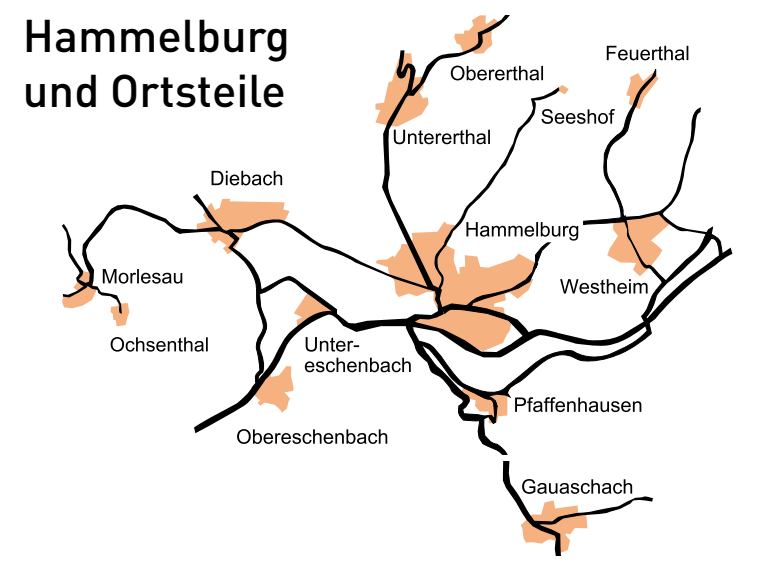 Hammelburg
und Ortsteile
Obererthal
Feuerthal
Seeshof
Untererthal
Diebach
Hammelburg
Morlesau
Westheim
Ochsenthal
Unter-
eschenbach
Pfaffenhausen
Obereschenbach
Gauaschach